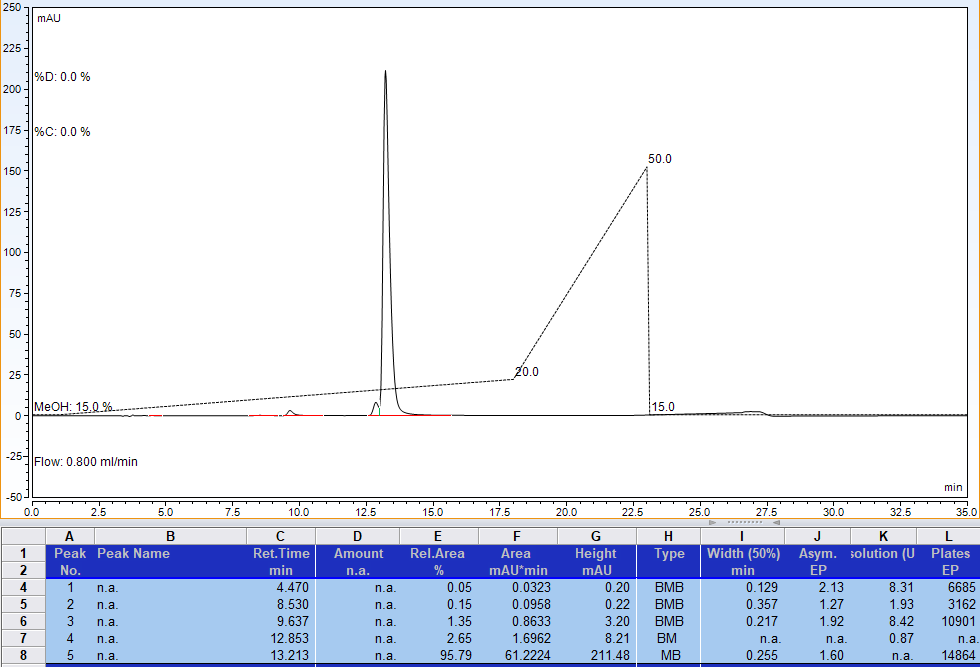 250
mAU
225
%D: 0.0 %
200
175
%C: 0.0 %
150
50.0
125
100
75
50
25
20.0
MeOH: 15.0 %
15.0
0
-25
Flow: 0.800 ml/min
min
-50
0.0 2.5 5.0 7.5 10.0 12.5 15.0 17.5 20.0 22.5 25.0 27.5 30.0 32.5 35.0
A B C D E F G H I J K L
1 Peak Peak Name Ret.Time Amount Rel.Area Area Height Type Width (50%) Asym. solution (U Plates
2 No. min n.a. % mAU*min mAU min EP EP
4 1 n.a. 4.470 n.a. 0.05 0.0323 0.20 BMB 0.129 2.13 8.31 6685
5 2 n.a. 8.530 n.a. 0.15 0.0958 0.22 BMB 0.357 1.27 1.93 3162
6 3 n.a. 9.637 n.a. 1.35 0.8633 3.20 BMB 0.217 1.92 8.42 10901
7 4 n.a. 12.853 n.a. 2.65 1.6962 8.21 BM n.a. n.a. 0.87 n.a.
8 5 n.a. 13.213 n.a. 95.79 61.2224 211.48 MB 0.255 1.60 n.a. 14864